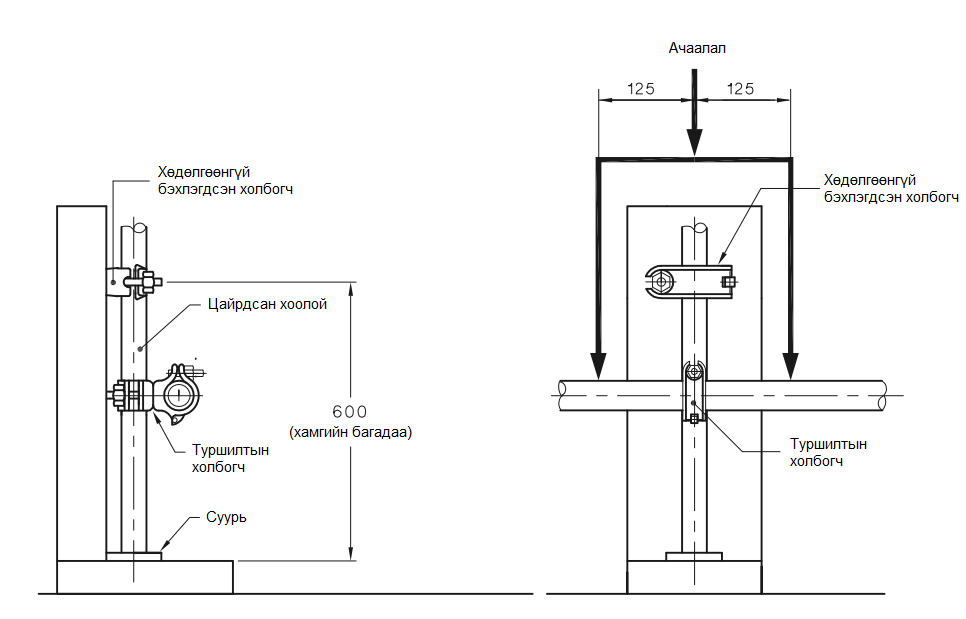 Ачаалал
125
125
Хөдөлгөөнгүй
бэхлэгдсэн холбогч
Хөдөлгөөнгүй
бэхлэгдсэн холбогч
Цайрдсан хоолой
600
(хамгийн багадаа)
Туршилтын
холбогч
Туршилтын
холбогч
Суурь